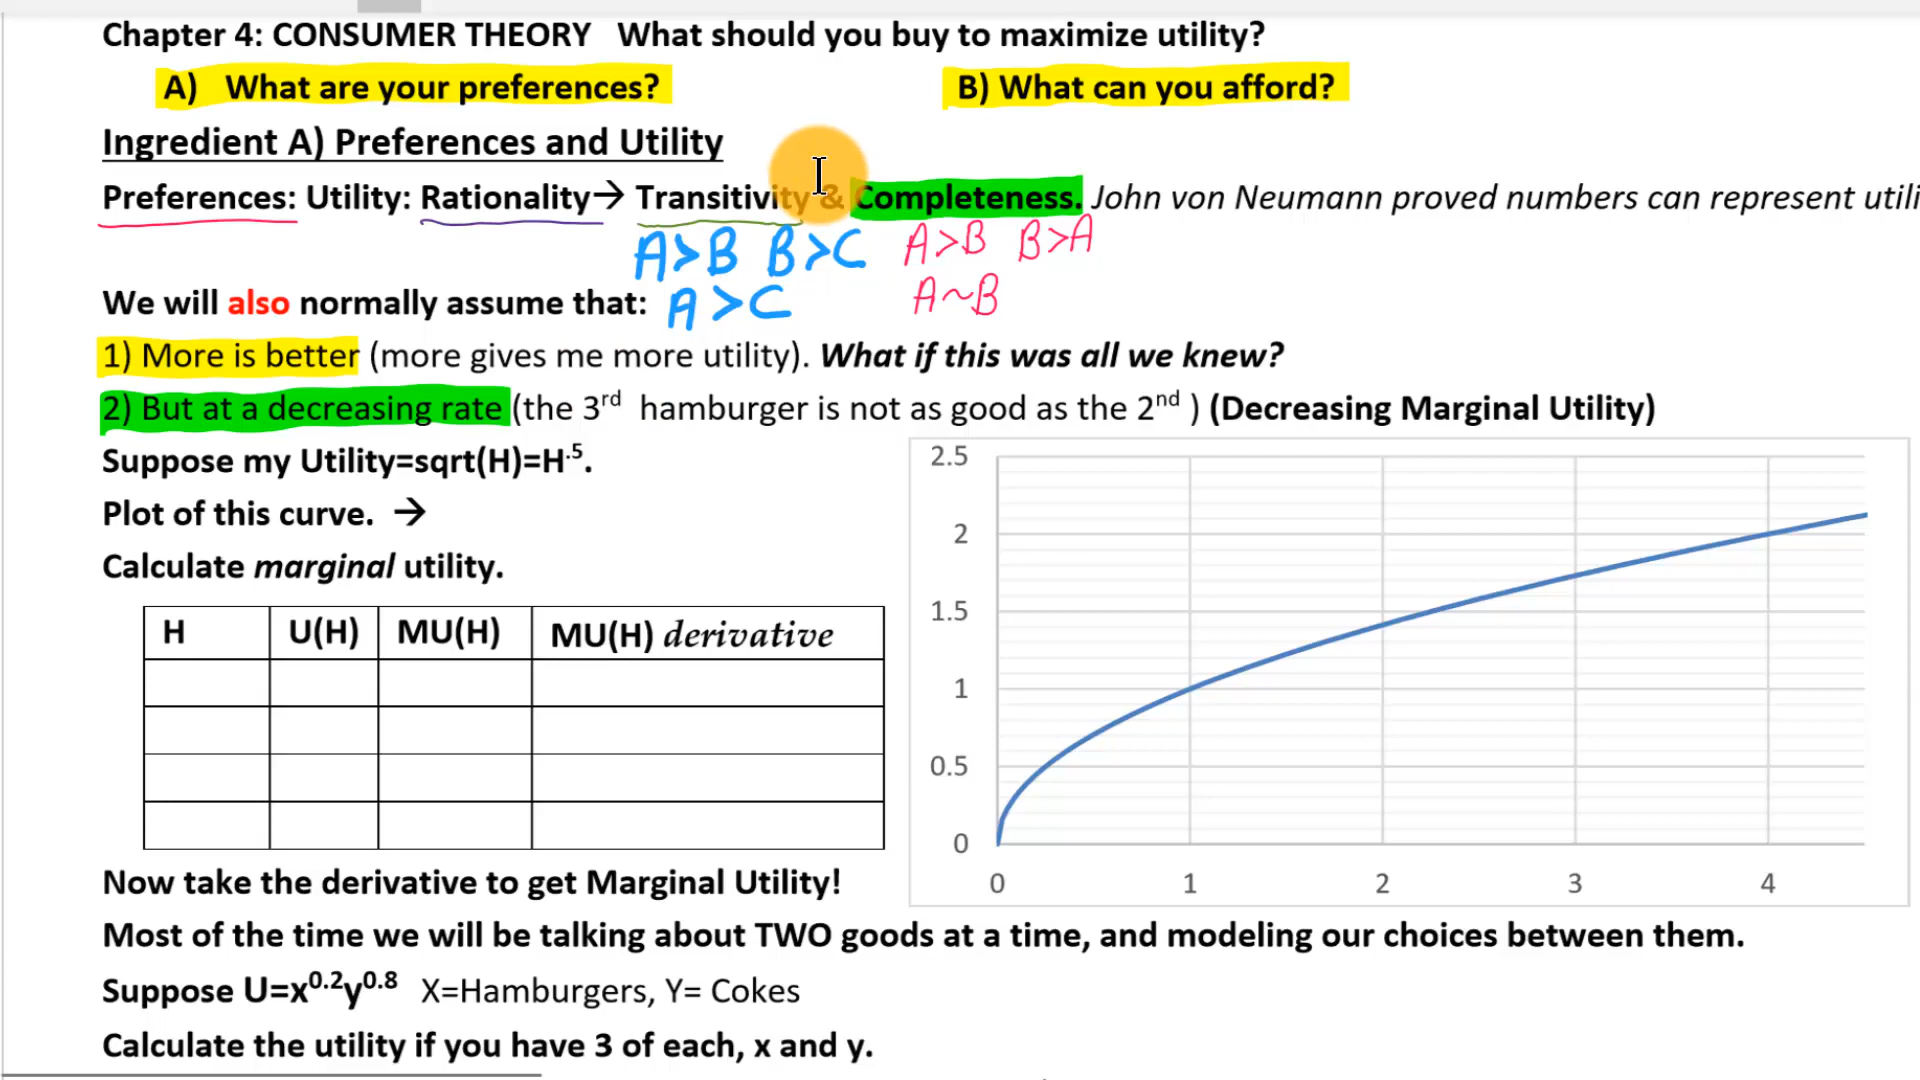 Chapter 4: CONSUMER THEORY What should you buy to maximize utility?
A) What are your preferences? B) What can you afford?
Ingredient A) Preferences and Utility
Preferences: Utility: Rationality→ Transitivity & Completeness. John von Neumann proved numbers can represent utili
A>B B>C A>B B>A
We will also normally assume that: A>C A~B
1) More is better (more gives me more utility). What if this was all we knew?
2) But at a decreasing rate (the 3rd hamburger is not as good as the 2nd ) (Decreasing Marginal Utility)
Suppose my Utility=sqrt(H)=H.5.
Plot of this curve. →
Calculate marginal utility.
H U(H) MU(H) MU(H) derivative
2.5
2
1.5
1
0.5
0
0 1 2 3 4
Now take the derivative to get Marginal Utility!
Most of the time we will be talking about TWO goods at a time, and modeling our choices between them.
Suppose U=x0.2y0.8 X=Hamburgers, Y= Cokes
Calculate the utility if you have 3 of each, x and y.